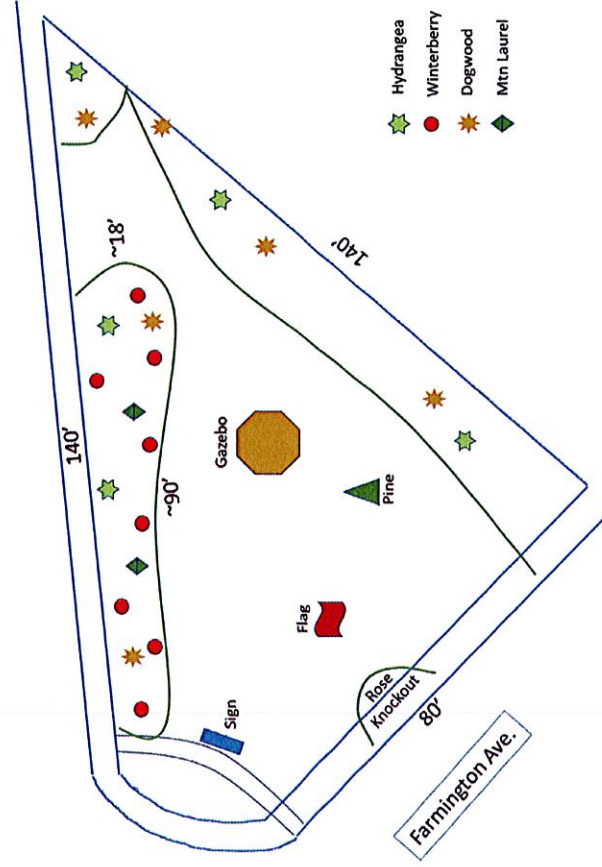 140'
~18'
~90'
Gazebo
Pine
Flag
Sign
Rose
Knockout
80'
140'
Farmington Ave.
Hydrangea
Winterberry
Dogwood
Mtn Laurel